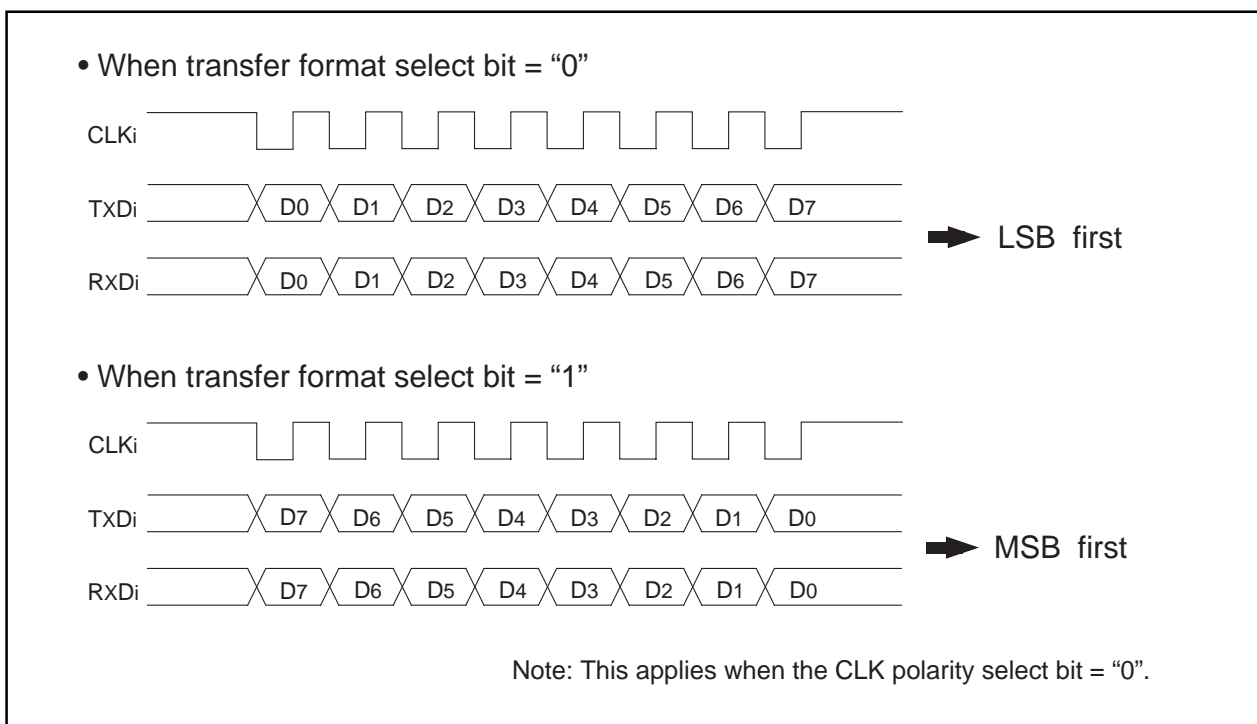 • When transfer format select bit = “0”
CLKi
TXDi D0 D1 D2 D3 D4 D5 D6 D7
LSB first
RXDi D0 D1 D2 D3 D4 D5 D6 D7
• When transfer format select bit = “1”
CLKi
TXDi D7 D6 D5 D4 D3 D2 D1 D0
MSB first
RXDi D7 D6 D5 D4 D3 D2 D1 D0
Note: This applies when the CLK polarity select bit = “0”.